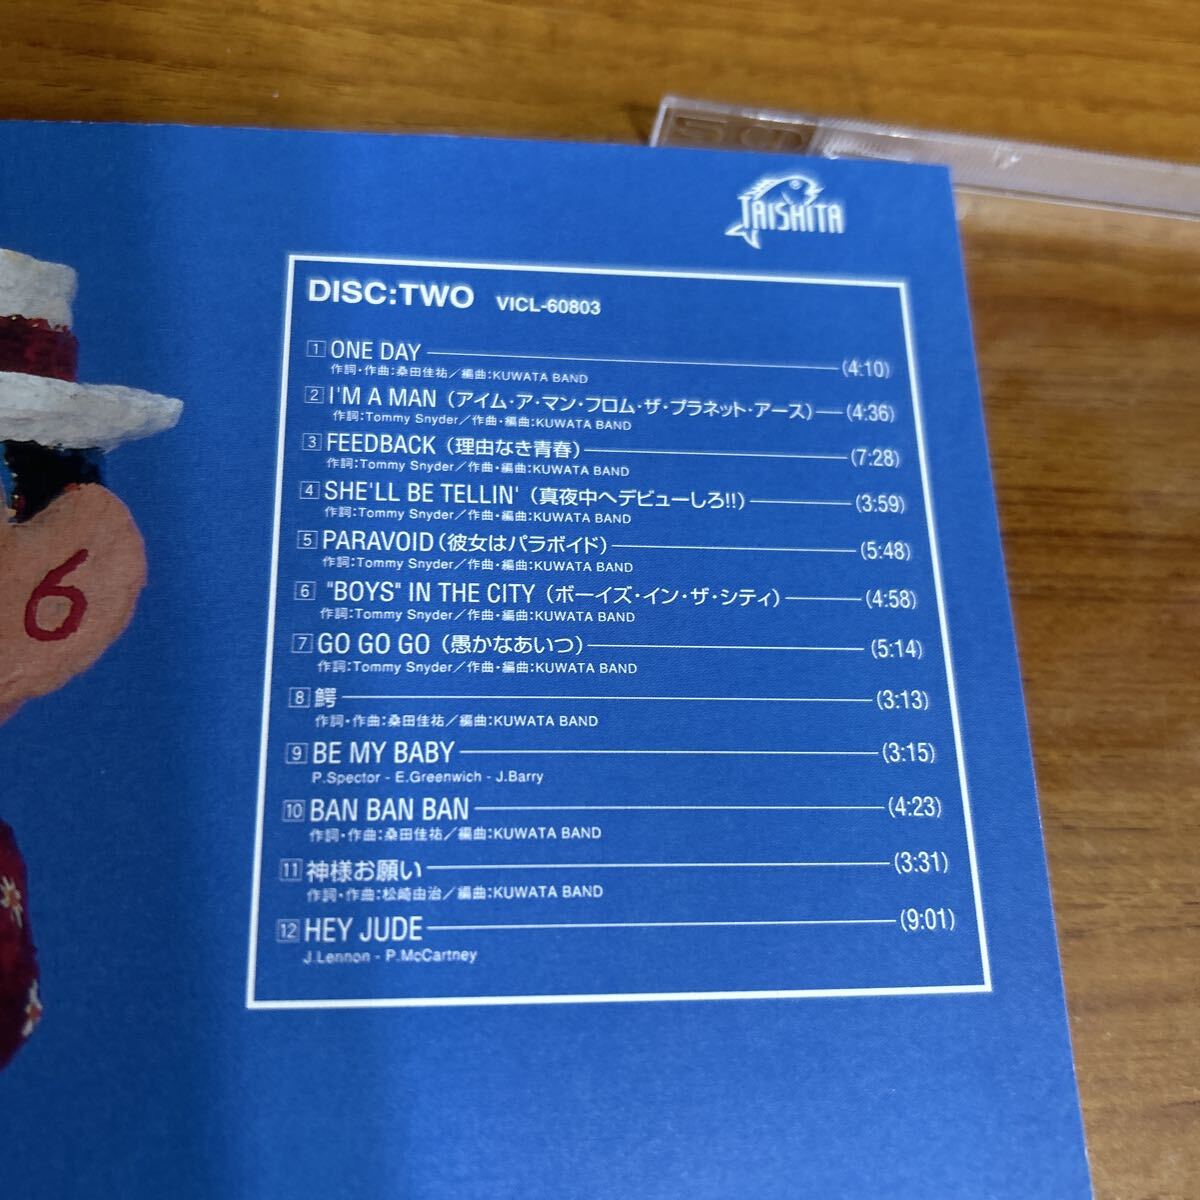 TAISHITA
DISC:TWO VICL-60803
1 ONE DAY (4:10)
作詞・作曲:桑田佳祐/編曲:KUWATA BAND
2 I'M A MAN (アイム・ア・マン・フロム・ザ・プラネット・アース) (4:36)
作詞:Tommy Snyder/作曲・編曲:KUWATA BAND
3 FEEDBACK (理由なき青春) (7:28)
作詞:Tommy Snyder/作曲・編曲:KUWATA BAND
4 SHE'LL BE TELLIN' (真夜中へデビューしろ!!) (3:59)
作詞:Tommy Snyder/作曲・編曲:KUWATA BAND
5 PARAVOID (彼女はパラボイド) (5:48)
作詞:Tommy Snyder/作曲・編曲:KUWATA BAND
6 "BOYS" IN THE CITY (ボーイズ・イン・ザ・シティ) (4:58)
作詞:Tommy Snyder/作曲・編曲:KUWATA BAND
7 GO GO GO (愚かなあいつ) (5:14)
作詞:Tommy Snyder/作曲・編曲:KUWATA BAND
8 鰐 (3:13)
作詞・作曲:桑田佳祐/編曲:KUWATA BAND
9 BE MY BABY (3:15)
P.Spector - E.Greenwich - J.Barry
10 BAN BAN BAN (4:23)
作詞・作曲:桑田佳祐/編曲:KUWATA BAND
11 神様お願い (3:31)
作詞・作曲:松崎由治/編曲:KUWATA BAND
12 HEY JUDE (9:01)
J.Lennon - P.McCartney
6